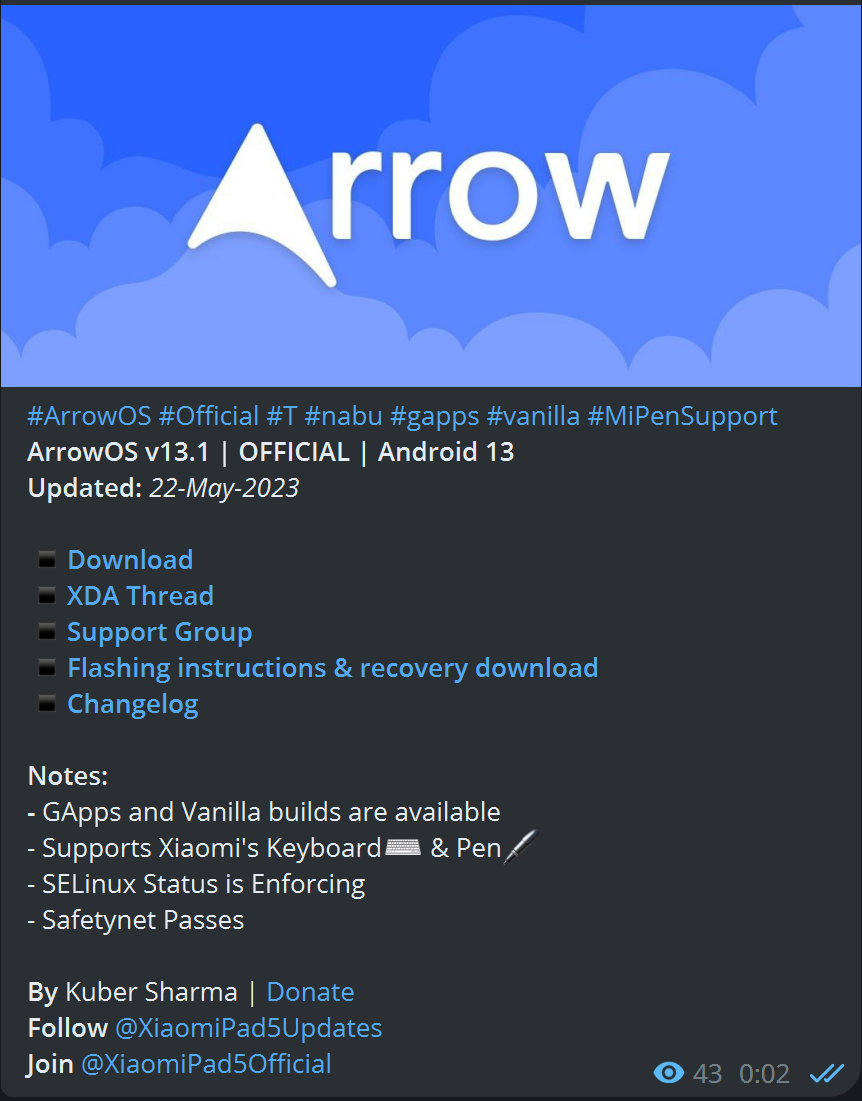 Arrow
#ArrowOS #Official #T #nabu #gapps #vanilla #MiPenSupport
ArrowOS v13.1 | OFFICIAL | Android 13
Updated: 22-May-2023
▪️ Download
▪️ XDA Thread
▪️ Support Group
▪️ Flashing instructions & recovery download
▪️ Changelog
Notes:
- GApps and Vanilla builds are available
- Supports Xiaomi's Keyboard⌨️ & Pen🖊️
- SELinux Status is Enforcing
- Safetynet Passes
By Kuber Sharma | Donate
Follow @XiaomiPad5Updates
Join @XiaomiPad5Official
43 0:02